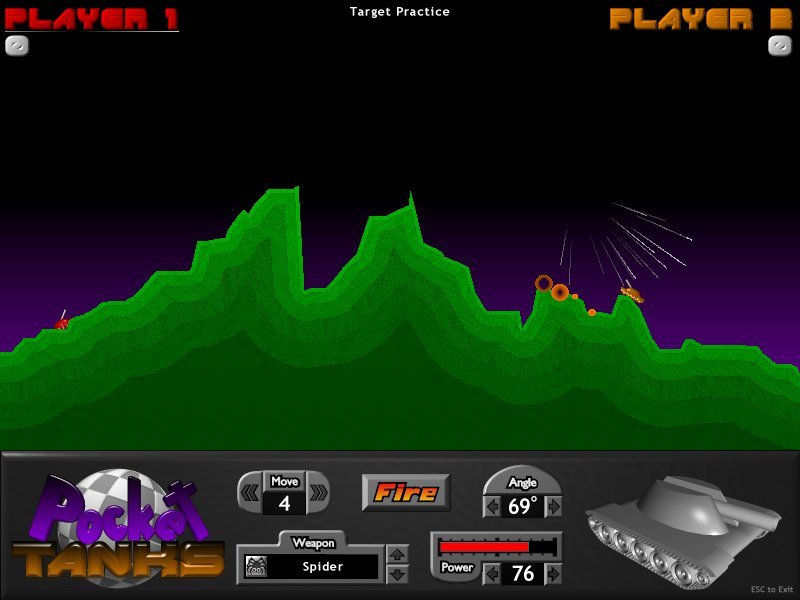 PLAYER 1
Target Practice
PLAYER 2
Move
4
Fire
Angle
69°
Pocket
TANKS
Weapon
Spider
Power
76
ESC to Exit